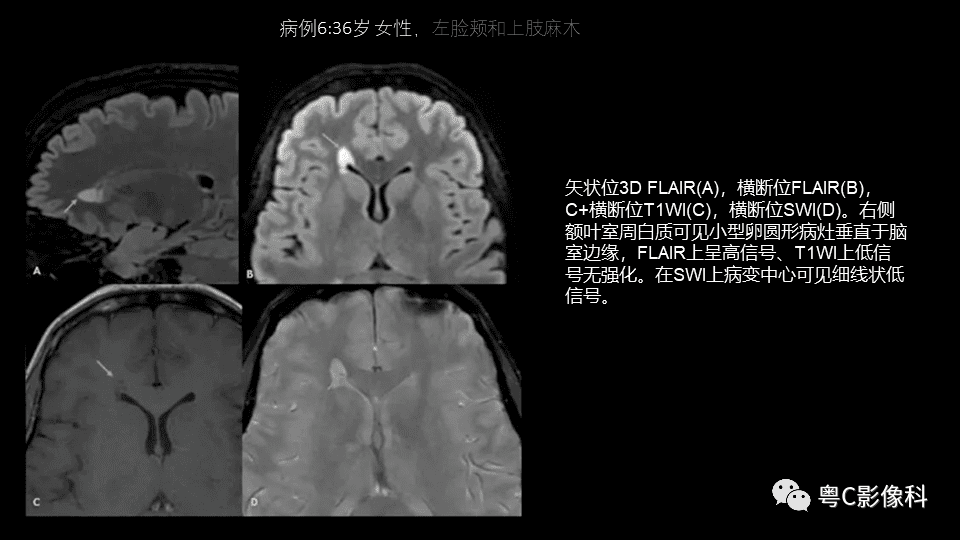 病例6:36岁 女性，左脸颊和上肢麻木
A
B
C
D
矢状位3D FLAIR(A)，横断位FLAIR(B)，
C+横断位T1WI(C)，横断位SWI(D)。右侧
额叶室周白质可见小型卵圆形病灶垂直于脑
室边缘，FLAIR上呈高信号、T1WI上低信
号无强化。在SWI上病变中心可见细线状低
信号。
粤C影像科